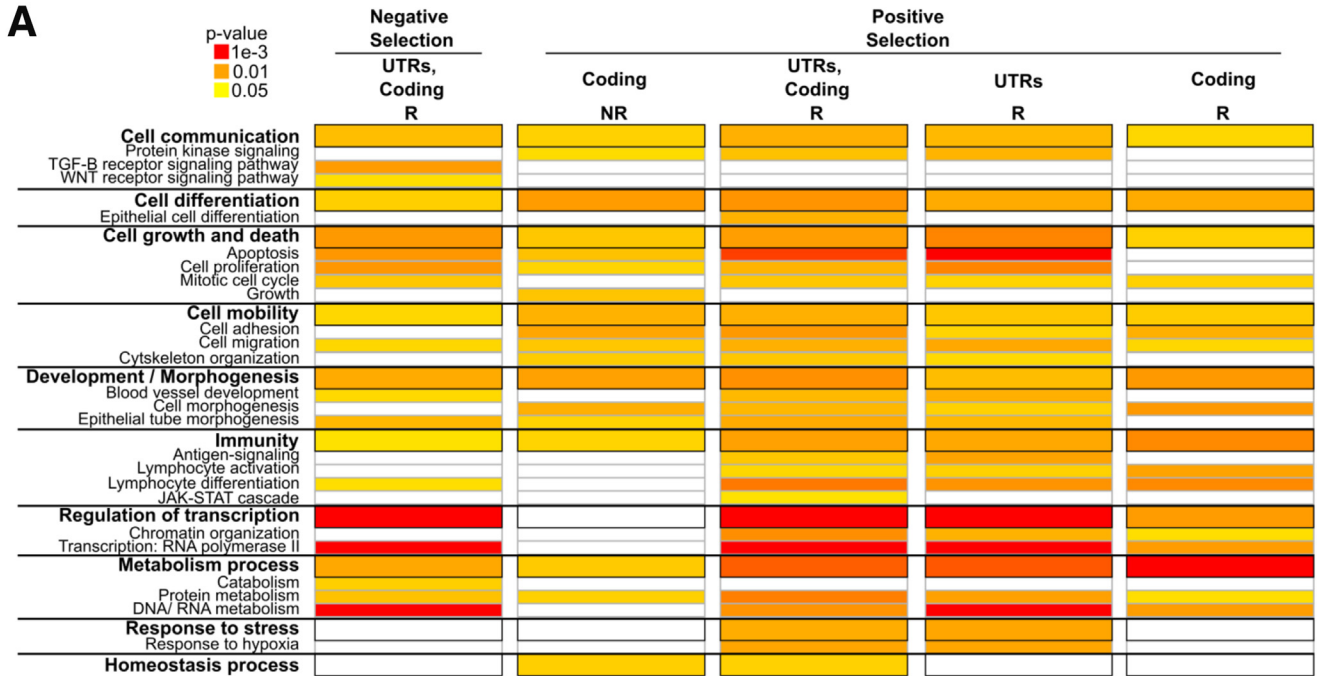 A
p-value
1e-3
0.01
0.05
Negative
Selection
Positive
Selection
UTRs,
Coding
R
Coding
NR
UTRs,
Coding
R
UTRs
R
Coding
R
Cell communication
Protein kinase signaling
TGF-B receptor signaling pathway
WNT receptor signaling pathway
Cell differentiation
Epithelial cell differentiation
Cell growth and death
Apoptosis
Cell proliferation
Mitotic cell cycle
Growth
Cell mobility
Cell adhesion
Cell migration
Cytskeleton organization
Development / Morphogenesis
Blood vessel development
Cell morphogenesis
Epithelial tube morphogenesis
Immunity
Antigen-signaling
Lymphocyte activation
Lymphocyte differentiation
JAK-STAT cascade
Regulation of transcription
Chromatin organization
Transcription: RNA polymerase II
Metabolism process
Catabolism
Protein metabolism
DNA/ RNA metabolism
Response to stress
Response to hypoxia
Homeostasis process